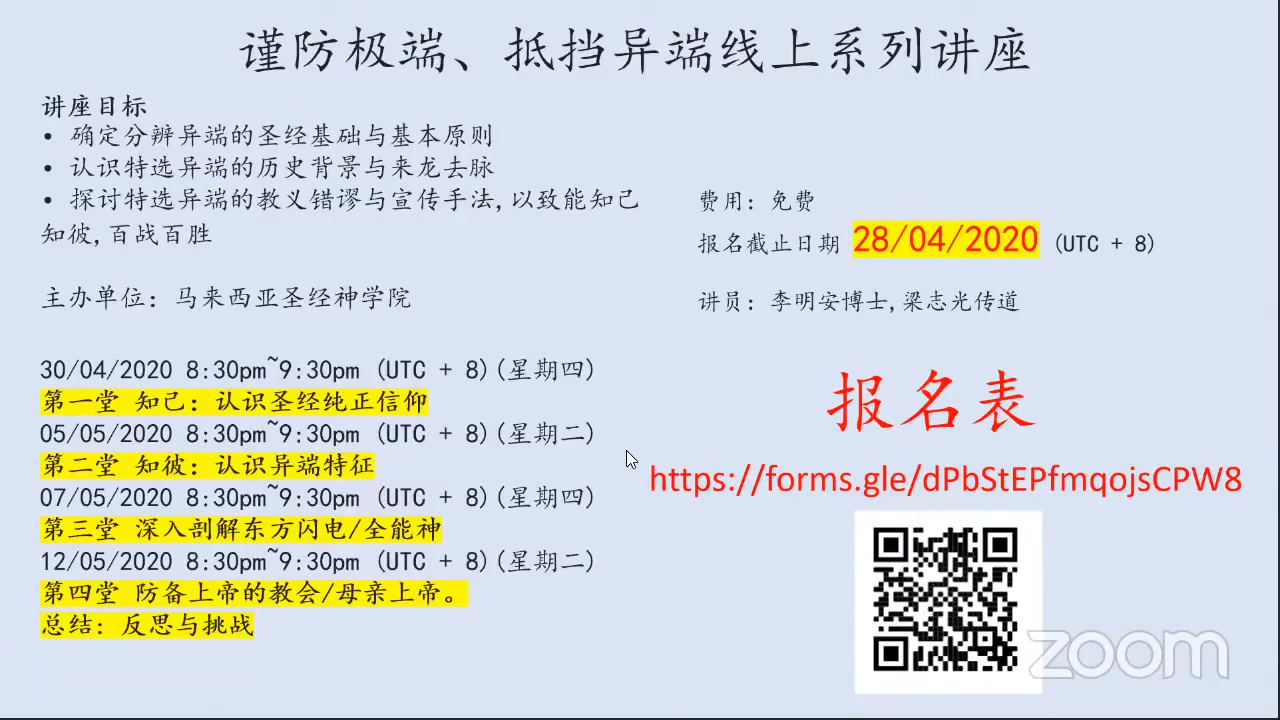 谨防极端、抵挡异端线上系列讲座
讲座目标
• 确定分辨异端的圣经基础与基本原则
• 认识特选异端的历史背景与来龙去脉
• 探讨特选异端的教义错谬与宣传手法,以致能知己
知彼,百战百胜
主办单位: 马来西亚圣经神学院
30/04/2020 8:30pm~9:30pm (UTC + 8)(星期四)
第一堂 知己: 认识圣经纯正信仰
05/05/2020 8:30pm~9:30pm (UTC + 8)(星期二)
第二堂 知彼: 认识异端特征
07/05/2020 8:30pm~9:30pm (UTC + 8)(星期四)
第三堂 深入剖解东方闪电/全能神
12/05/2020 8:30pm~9:30pm (UTC + 8)(星期二)
第四堂 防备上帝的教会/母亲上帝。
总结: 反思与挑战
费用: 免费
报名截止日期 28/04/2020 (UTC + 8)
讲员: 李明安博士,梁志光传道
报名表
https://forms.gle/dPbStEPfmqojsCPW8
zoom